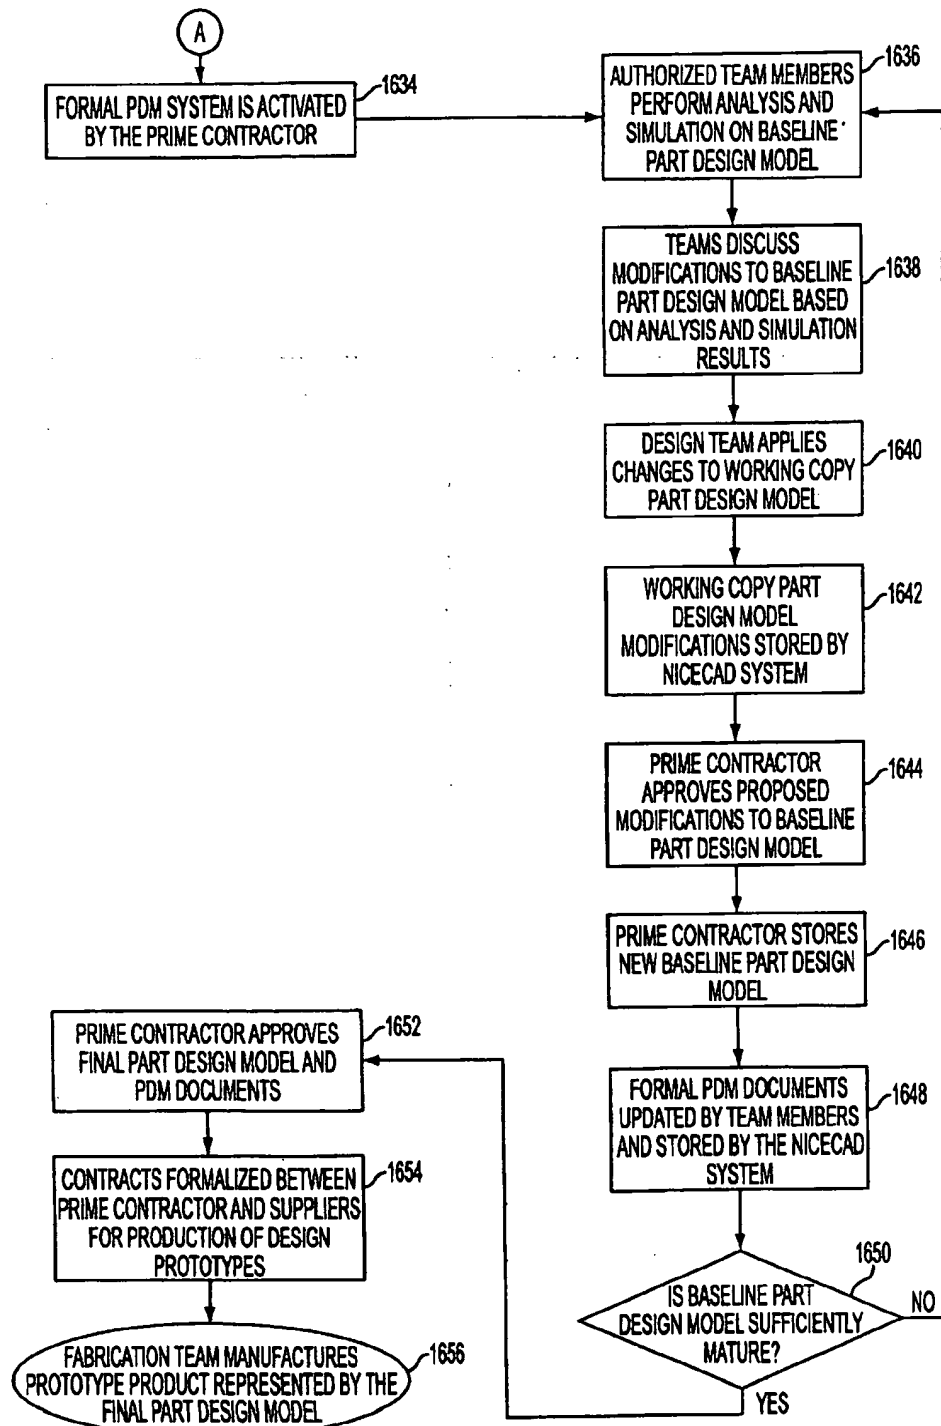 A
FORMAL PDM SYSTEM IS ACTIVATED
BY THE PRIME CONTRACTOR
1634
AUTHORIZED TEAM MEMBERS
PERFORM ANALYSIS AND
SIMULATION ON BASELINE
PART DESIGN MODEL
1636
TEAMS DISCUSS
MODIFICATIONS TO BASELINE
PART DESIGN MODEL BASED
ON ANALYSIS AND SIMULATION
RESULTS
1638
DESIGN TEAM APPLIES
CHANGES TO WORKING COPY
PART DESIGN MODEL
1640
WORKING COPY PART
DESIGN MODEL
MODIFICATIONS STORED BY
NICECAD SYSTEM
1642
PRIME CONTRACTOR
APPROVES PROPOSED
MODIFICATIONS TO BASELINE
PART DESIGN MODEL
1644
PRIME CONTRACTOR STORES
NEW BASELINE PART DESIGN
MODEL
1646
FORMAL PDM DOCUMENTS
UPDATED BY TEAM MEMBERS
AND STORED BY THE NICECAD
SYSTEM
1648
IS BASELINE PART
DESIGN MODEL SUFFICIENTLY
MATURE?
1650
NO
YES
PRIME CONTRACTOR APPROVES
FINAL PART DESIGN MODEL AND
PDM DOCUMENTS
1652
CONTRACTS FORMALIZED BETWEEN
PRIME CONTRACTOR AND SUPPLIERS
FOR PRODUCTION OF DESIGN
PROTOTYPES
1654
FABRICATION TEAM MANUFACTURES
PROTOTYPE PRODUCT REPRESENTED BY THE
FINAL PART DESIGN MODEL
1656